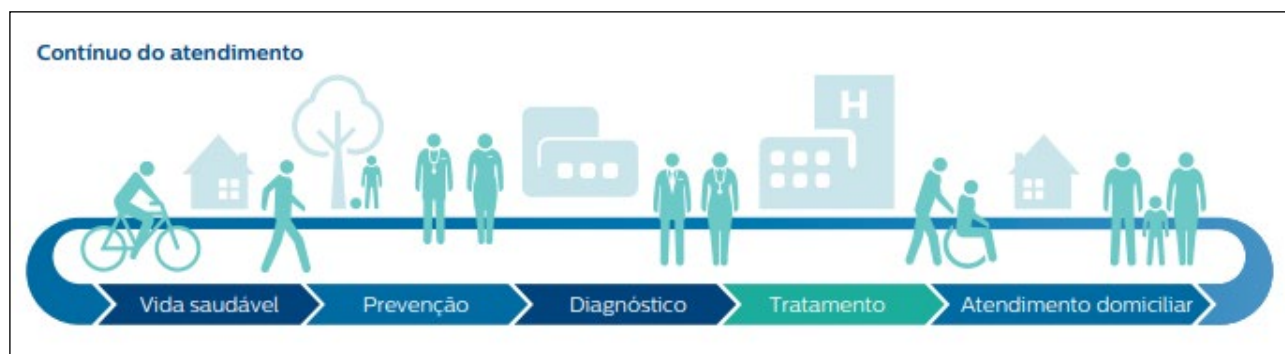 Contínuo do atendimento
H
Vida saudável
Prevenção
Diagnóstico
Tratamento
Atendimento domiciliar